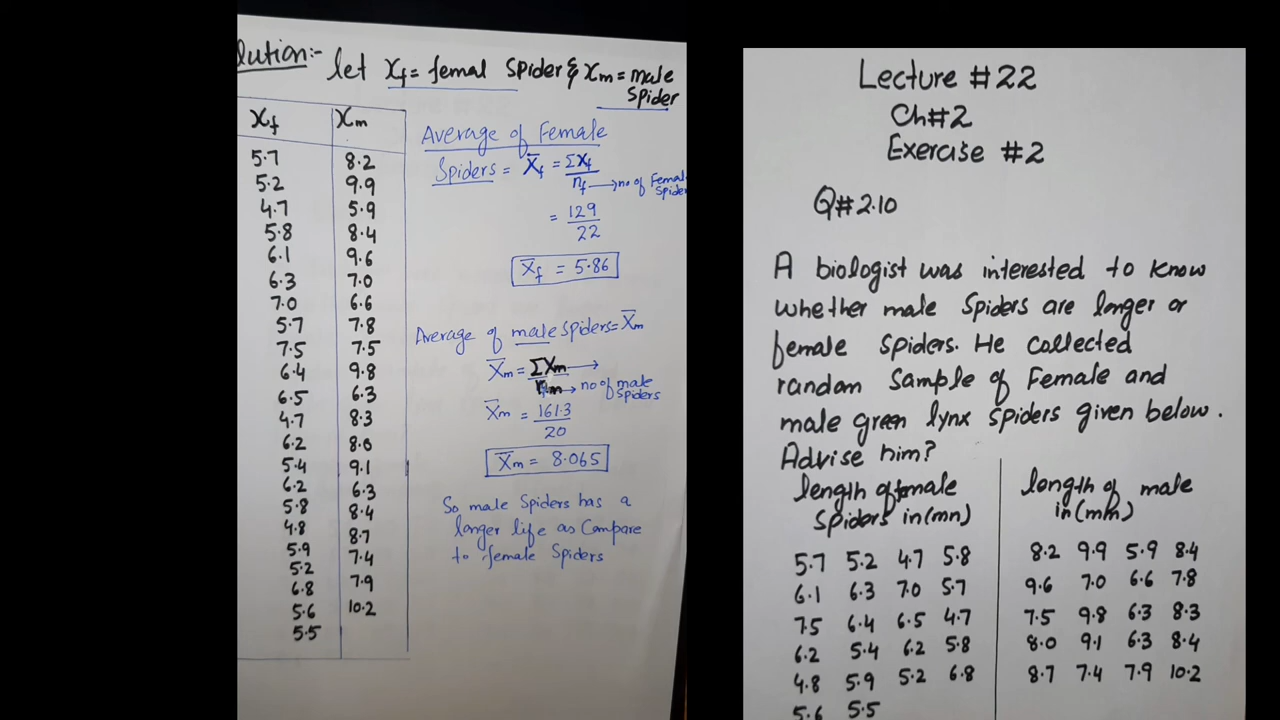 lution:- let Xf = femal Spider & Xm = male
Spider
Xf Xm
5.7 8.2
5.2 9.9
4.7 5.9
5.8 8.4
6.1 9.6
6.3 7.0
7.0 6.6
5.7 7.8
7.5 7.5
6.4 9.8
6.5 6.3
4.7 8.3
6.2 8.0
5.4 9.1
6.2 6.3
5.8 8.4
4.8 8.7
5.9 7.4
5.2 7.9
6.8 10.2
5.6
5.5
Average of Female
Spiders = X̄f = ΣXf / nf → no of Femal Spider
= 129 / 22
X̄f = 5.86
Average of male Spiders = X̄m
X̄m = ΣXm / nm → no of male Spiders
X̄m = 161.3 / 20
X̄m = 8.065
So male Spiders has a
longer life as Compare
to female Spiders
Lecture #22
Ch#2
Exercise #2
Q# 2.10
A biologist was interested to know
whether male Spiders are longer or
female Spiders. He collected
random Sample of Female and
male green lynx Spiders given below.
Advise him?
length of female
Spiders in (mn)
5.7 5.2 4.7 5.8
6.1 6.3 7.0 5.7
7.5 6.4 6.5 4.7
6.2 5.4 6.2 5.8
4.8 5.9 5.2 6.8
5.6 5.5
length of male
in (mm)
8.2 9.9 5.9 8.4
9.6 7.0 6.6 7.8
7.5 9.8 6.3 8.3
8.0 9.1 6.3 8.4
8.7 7.4 7.9 10.2